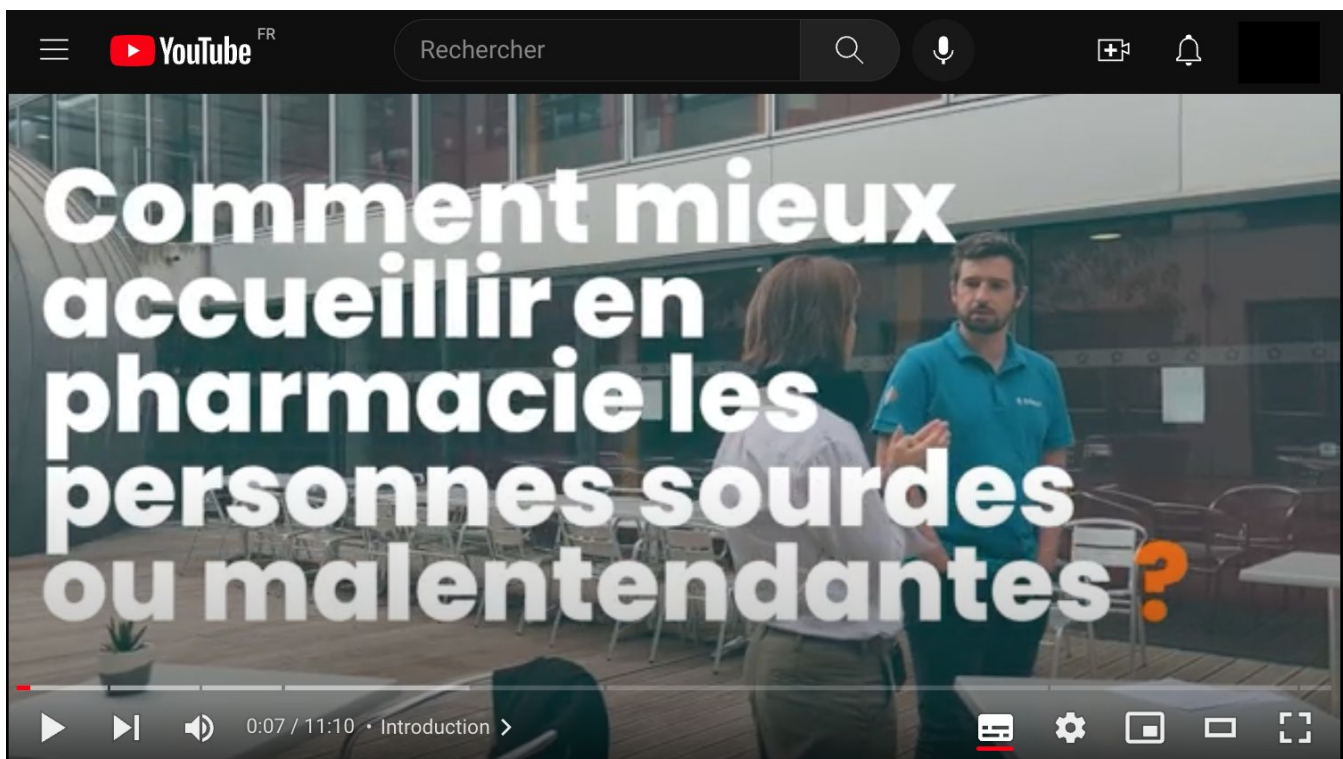 YouTube FR
Rechercher
Comment mieux
accueillir en
pharmacie les
personnes sourdes
ou malentendantes ?
0:07 / 11:10 • Introduction >